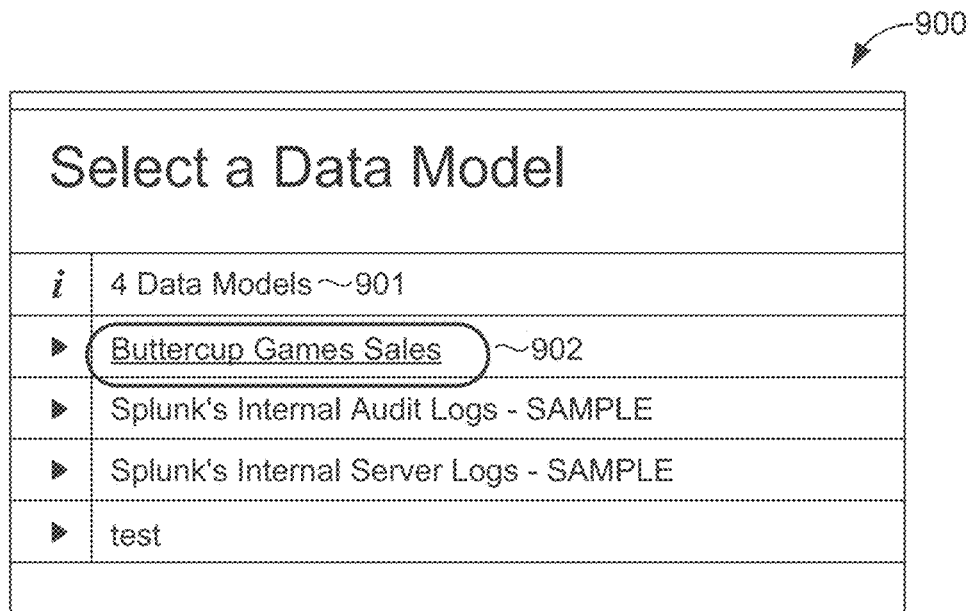 900
Select a Data Model
i 4 Data Models 901
Buttercup Games Sales 902
Splunk's Internal Audit Logs - SAMPLE
Splunk's Internal Server Logs - SAMPLE
test